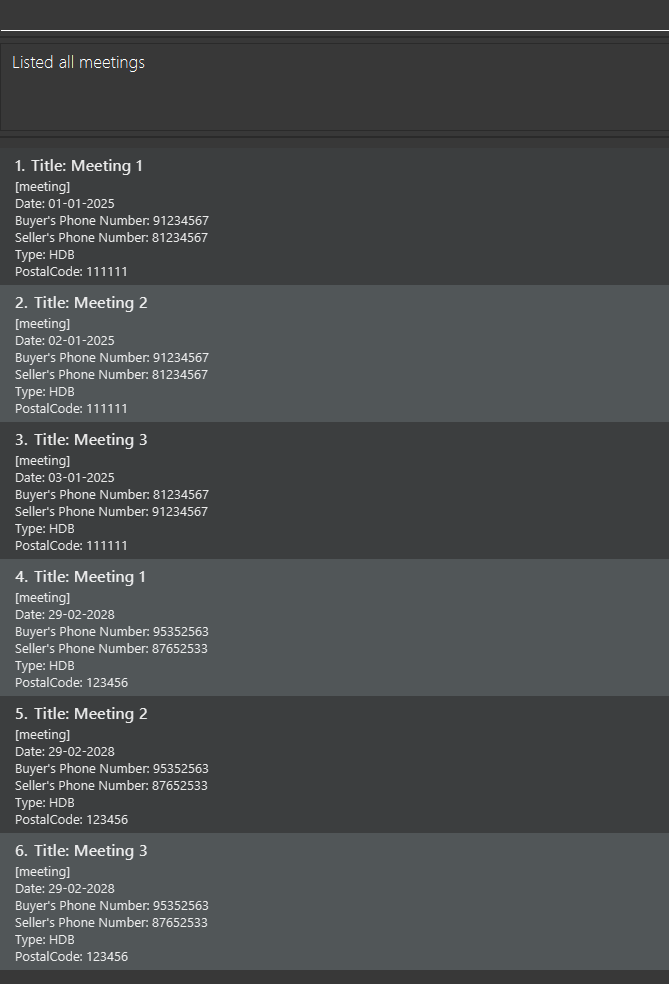 Listed all meetings
1. Title: Meeting 1
[meeting]
Date: 01-01-2025
Buyer's Phone Number: 91234567
Seller's Phone Number: 81234567
Type: HDB
PostalCode: 111111
2. Title: Meeting 2
[meeting]
Date: 02-01-2025
Buyer's Phone Number: 91234567
Seller's Phone Number: 81234567
Type: HDB
PostalCode: 111111
3. Title: Meeting 3
[meeting]
Date: 03-01-2025
Buyer's Phone Number: 81234567
Seller's Phone Number: 91234567
Type: HDB
PostalCode: 111111
4. Title: Meeting 1
[meeting]
Date: 29-02-2028
Buyer's Phone Number: 95352563
Seller's Phone Number: 87652533
Type: HDB
PostalCode: 123456
5. Title: Meeting 2
[meeting]
Date: 29-02-2028
Buyer's Phone Number: 95352563
Seller's Phone Number: 87652533
Type: HDB
PostalCode: 123456
6. Title: Meeting 3
[meeting]
Date: 29-02-2028
Buyer's Phone Number: 95352563
Seller's Phone Number: 87652533
Type: HDB
PostalCode: 123456